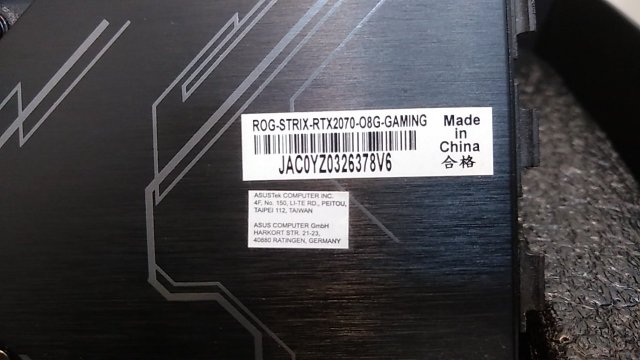 ROG-STRIX-RTX2070-O8G-GAMING
JAC0YZ0326378V6
Made
in
China
合格
ASUSTek COMPUTER INC.
4F, No. 150, LI-TE RD., PEITOU,
TAIPEI 112, TAIWAN
ASUS COMPUTER GmbH
HARKORT STR. 21-23,
40880 RATINGEN, GERMANY